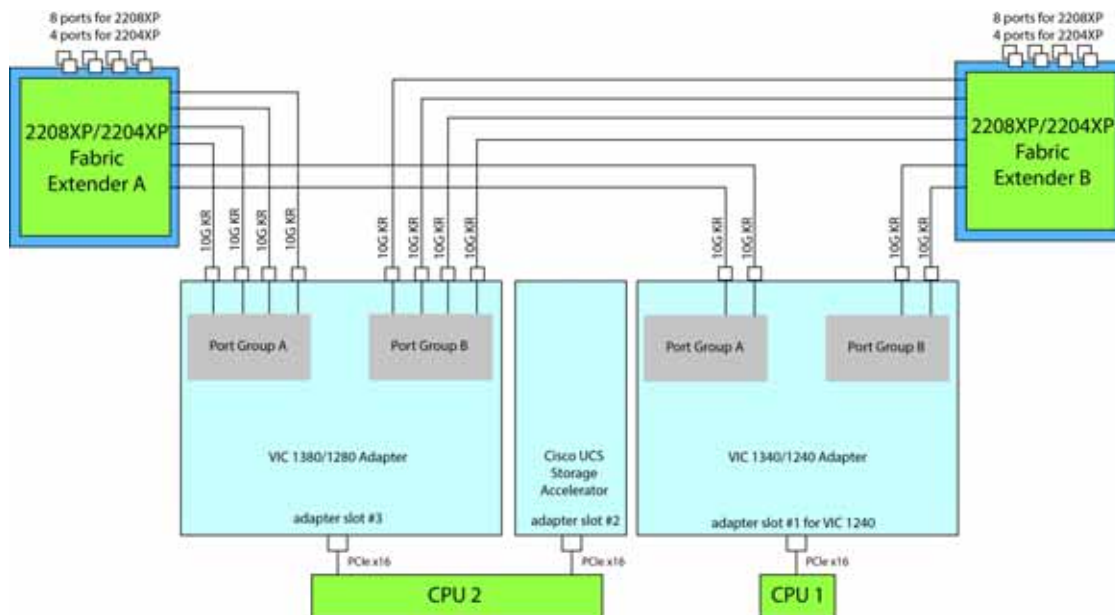 8 ports for 2208XP
4 ports for 2204XP
8 ports for 2208XP
4 ports for 2204XP
2208XP/2204XP
Fabric
Extender A
2208XP/2204XP
Fabric
Extender B
10G KR
10G KR
10G KR
10G KR
10G KR
10G KR
10G KR
10G KR
10G KR
10G KR
10G KR
10G KR
Port Group A
Port Group B
Port Group A
Port Group B
VIC 1380/1280 Adapter
Cisco UCS
Storage
Accelerator
VIC 1340/1240 Adapter
adapter slot #3
adapter slot #2
adapter slot #1 for VIC 1240
PCIe x16
PCIe x16
PCIe x16
CPU 2
CPU 1